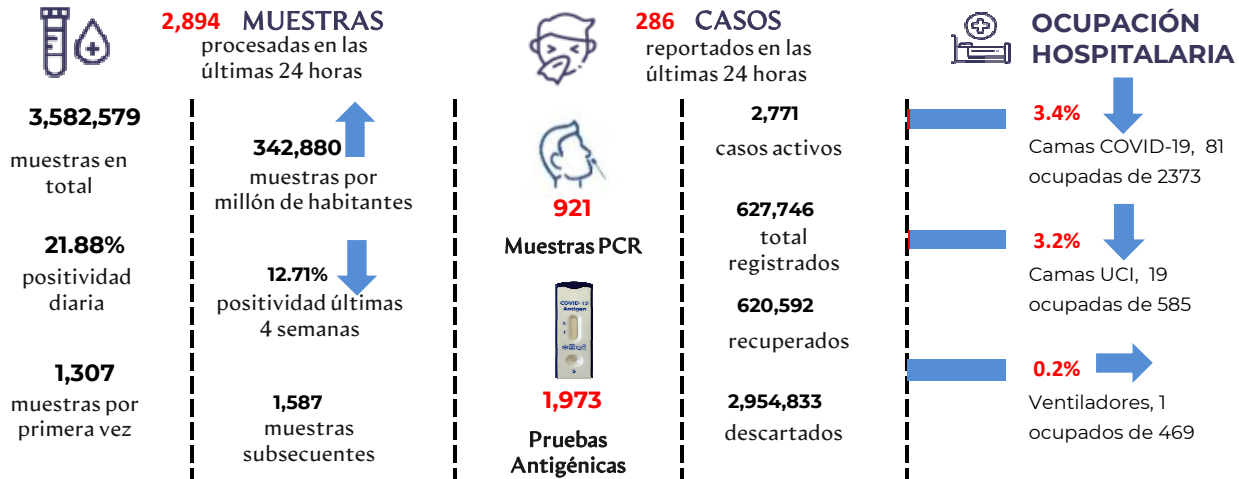 2,894 MUESTRAS
procesadas en las
últimas 24 horas
3,582,579
muestras en
total
21.88%
positividad
diaria
1,307
muestras por
primera vez
342,880
muestras por
millón de habitantes
12.71%
positividad últimas
4 semanas
1,587
muestras
subsecuentes
286 CASOS
reportados en las
últimas 24 horas
921
Muestras PCR
COVID-19
Antigen
C
T
S
1,973
Pruebas
Antigénicas
2,771
casos activos
627,746
total
registrados
620,592
recuperados
2,954,833
descartados
OCUPACIÓN
HOSPITALARIA
3.4%
Camas COVID-19, 81
ocupadas de 2373
3.2%
Camas UCI, 19
ocupadas de 585
0.2%
Ventiladores, 1
ocupados de 469